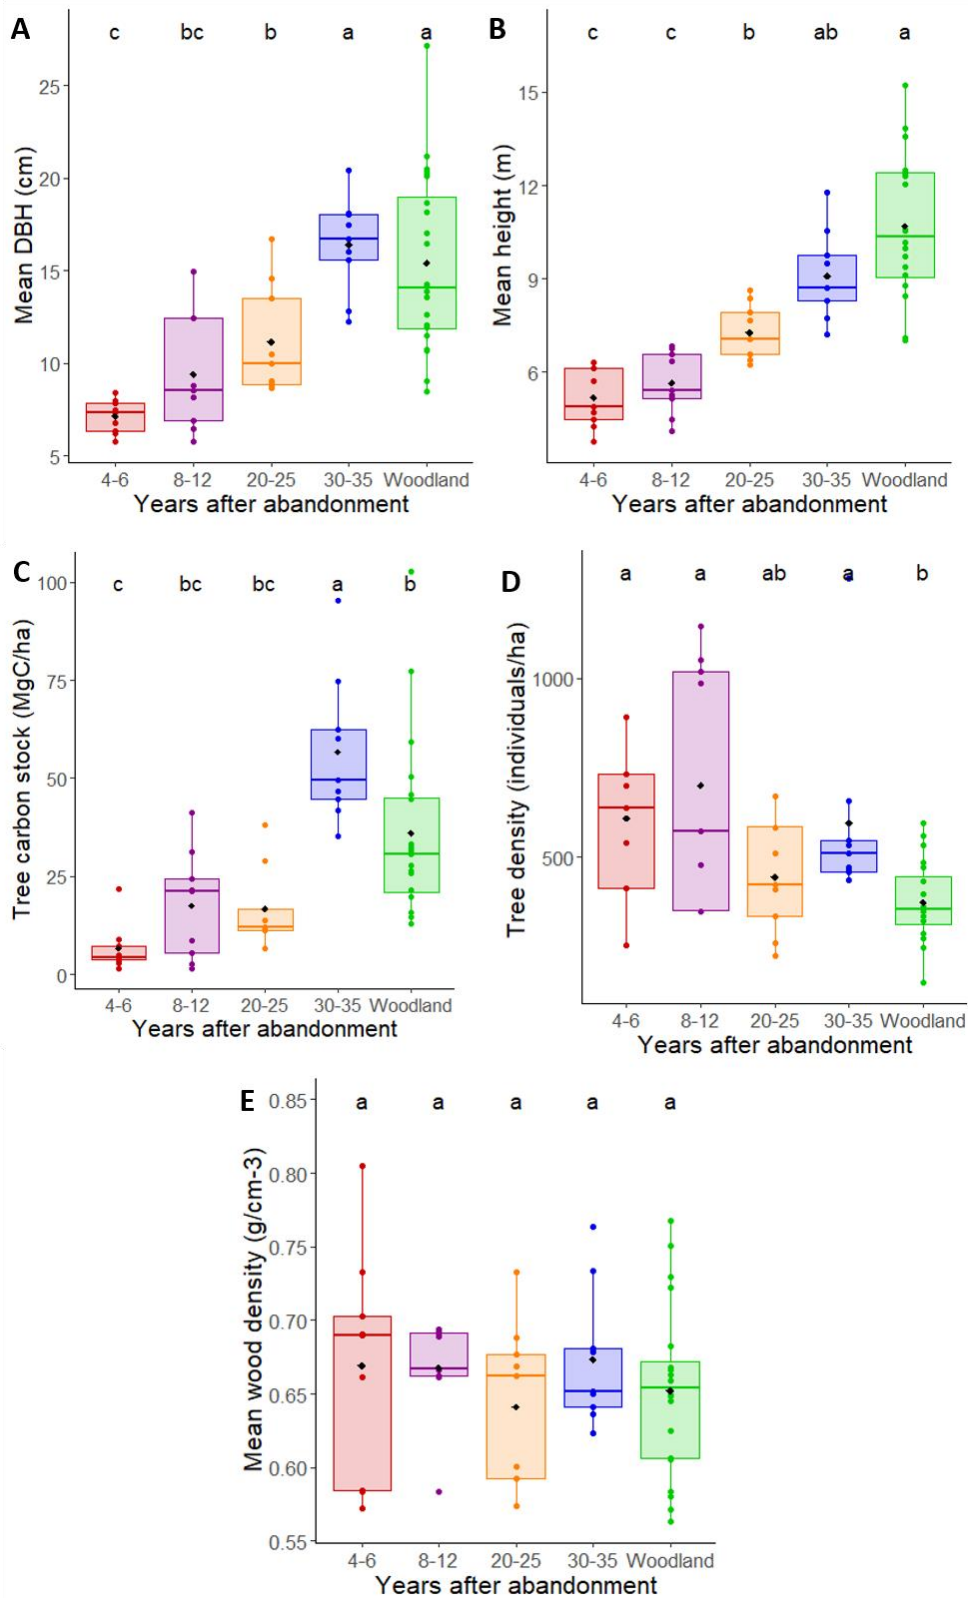 A
c bc b a a
25
20
15
10
5
Mean DBH (cm)
4-6 8-12 20-25 30-35 Woodland
Years after abandonment
B
c c b ab a
15
12
9
6
Mean height (m)
4-6 8-12 20-25 30-35 Woodland
Years after abandonment
C
c bc bc a b
100
75
50
25
0
Tree carbon stock (MgC/ha)
4-6 8-12 20-25 30-35 Woodland
Years after abandonment
D
a a ab a b
1000
500
Tree density (individuals/ha)
4-6 8-12 20-25 30-35 Woodland
Years after abandonment
E
a a a a a
0.85
0.80
0.75
0.70
0.65
0.60
0.55
Mean wood density (g/cm-3)
4-6 8-12 20-25 30-35 Woodland
Years after abandonment